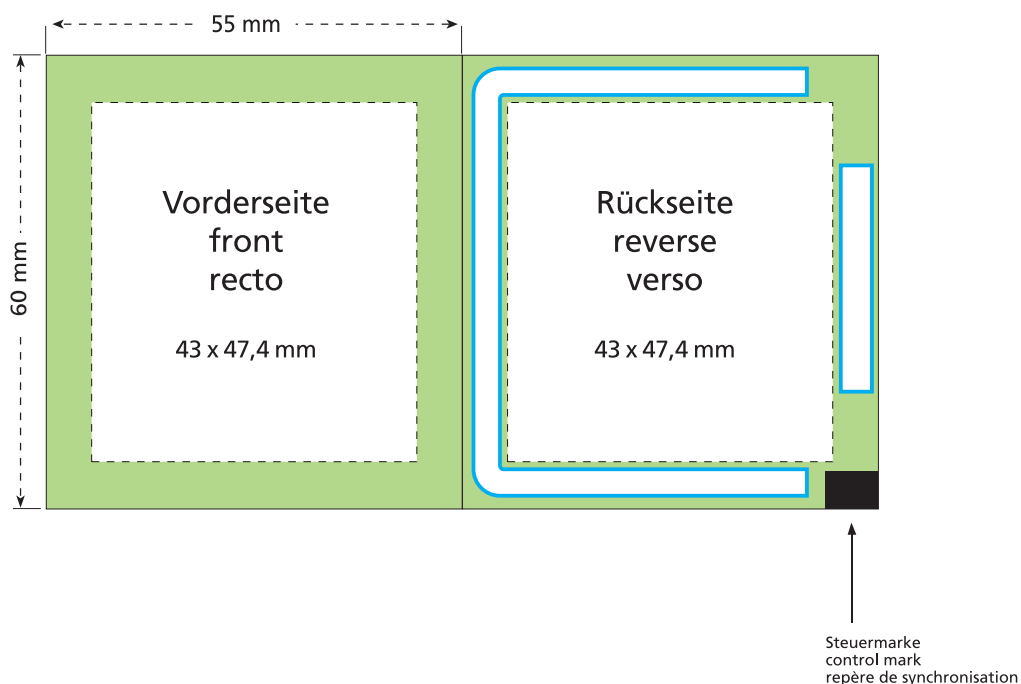 55 mm
60 mm
Vorderseite
front
recto
43 x 47,4 mm
Rückseite
reverse
verso
43 x 47,4 mm
Steuermarke
control mark
repère de synchronisation